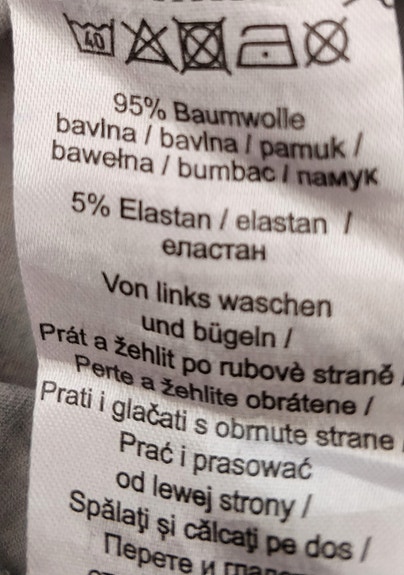 40
95% Baumwolle
bavlna / bavlna / pamuk /
bawełna / bumbac / памук
5% Elastan / elastan /
еластан
Von links waschen
und bügeln /
Prát a žehlit po rubovè straně
Perte a žehlite obrátene /
Prati i glačati s obrnute strane
Prać i prasować
od lewej strony /
Spălaţi şi călcaţi pe dos /
Перете и